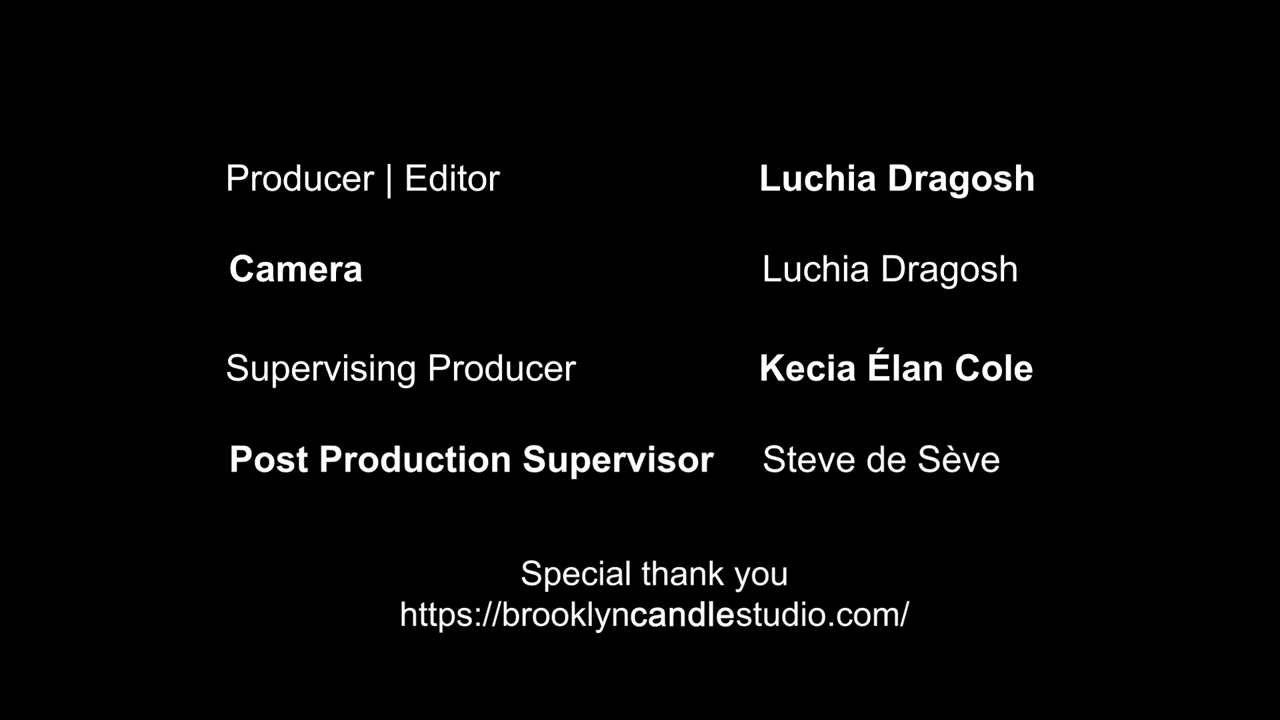 Producer | Editor Luchia Dragosh
Camera Luchia Dragosh
Supervising Producer Kecia Élan Cole
Post Production Supervisor Steve de Sève
Special thank you
https://brooklyncandlestudio.com/